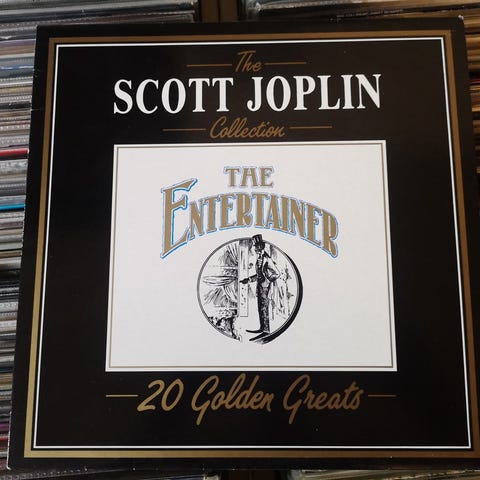 The
SCOTT JOPLIN
Collection
THE
ENTERTAINER
20 Golden Greats